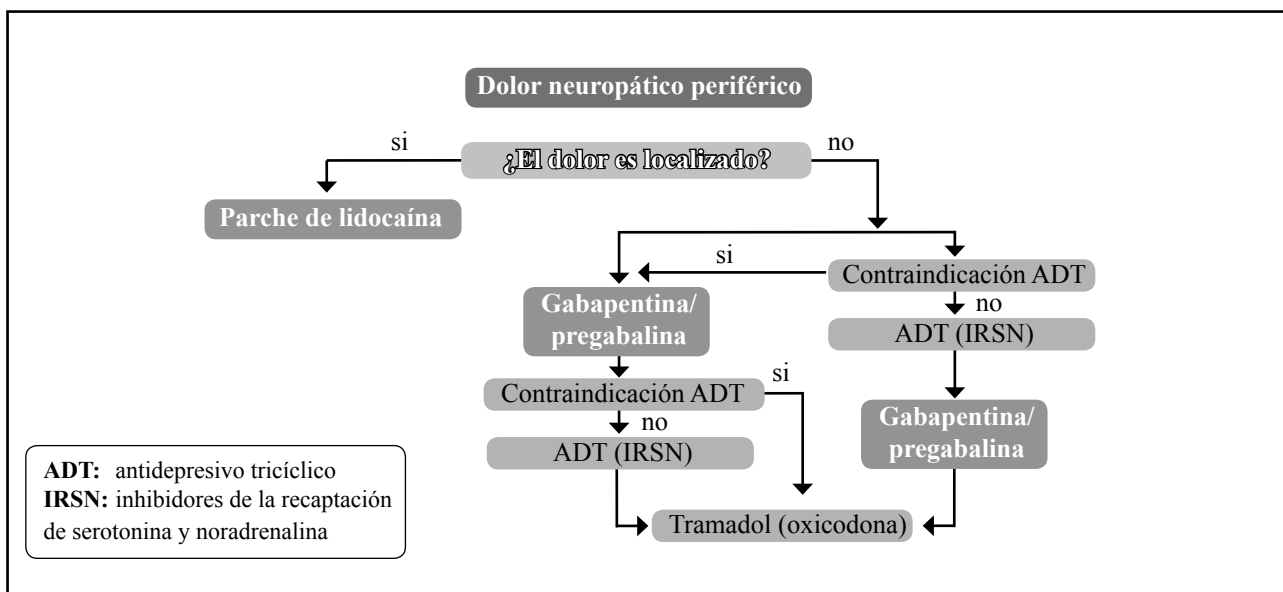 Dolor neuropático periférico
si
¿El dolor es localizado?
no
Parche de lidocaína
si
Contraindicación ADT
no
Gabapentina/
pregabalina
ADT (IRSN)
Contraindicación ADT
si
no
ADT (IRSN)
Gabapentina/
pregabalina
Tramadol (oxicodona)
ADT: antidepresivo tricíclico
IRSN: inhibidores de la recaptación
de serotonina y noradrenalina